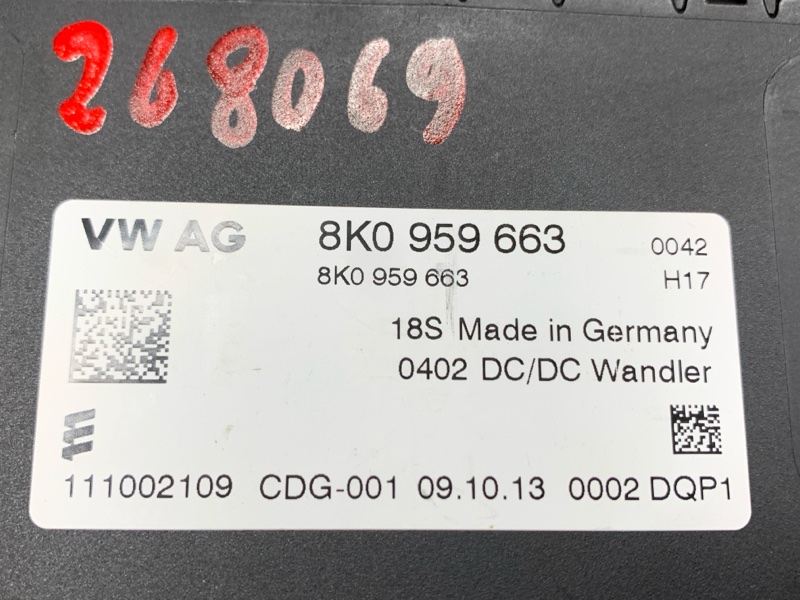 268069
VW AG 8K0 959 663 0042
8K0 959 663 H17
18S Made in Germany
0402 DC/DC Wandler
111002109 CDG-001 09.10.13 0002 DQP1